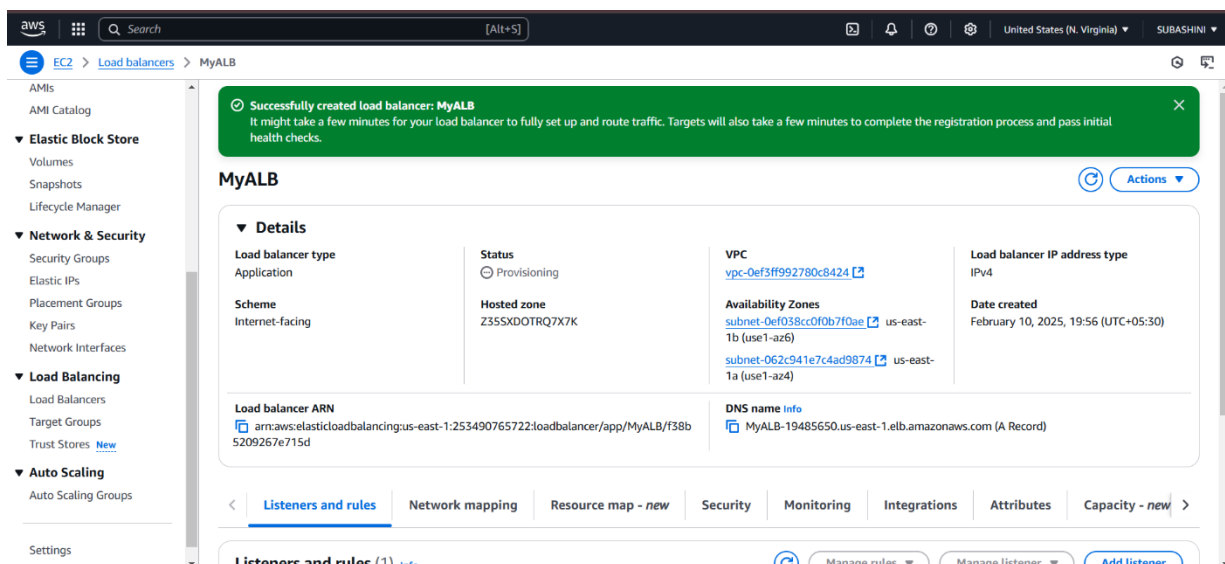 aws
Search
[Alt+S]
United States (N. Virginia)
SUBASHINI
EC2 > Load balancers > MyALB
AMIs
AMI Catalog
Elastic Block Store
Volumes
Snapshots
Lifecycle Manager
Network & Security
Security Groups
Elastic IPs
Placement Groups
Key Pairs
Network Interfaces
Load Balancing
Load Balancers
Target Groups
Trust Stores New
Auto Scaling
Auto Scaling Groups
Settings
Successfully created load balancer: MyALB
It might take a few minutes for your load balancer to fully set up and route traffic. Targets will also take a few minutes to complete the registration process and pass initial
health checks.
MyALB
Actions
Details
Load balancer type
Application
Status
Provisioning
VPC
vpc-0ef3ff992780c8424
Load balancer IP address type
IPv4
Scheme
Internet-facing
Hosted zone
Z35SXDOTRQ7X7K
Availability Zones
subnet-0ef038cc0f0b7f0ae us-east-
1b (use1-az6)
subnet-062c941e7c4ad9874 us-east-
1a (use1-az4)
Date created
February 10, 2025, 19:56 (UTC+05:30)
Load balancer ARN
arn:aws:elasticloadbalancing:us-east-1:253490765722:loadbalancer/app/MyALB/f38b
5209267e715d
DNS name Info
MyALB-19485650.us-east-1.elb.amazonaws.com (A Record)
Listeners and rules
Network mapping
Resource map - new
Security
Monitoring
Integrations
Attributes
Capacity - new
Listeners and rules (1) Info
Manage rules
Manage listener
Add listener